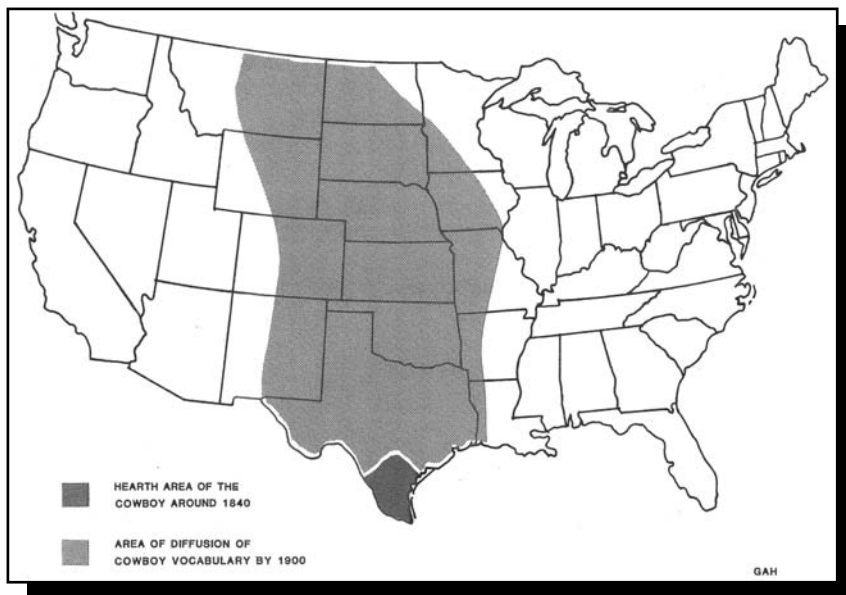 HEARTH AREA OF THE
COWBOY AROUND 1840
AREA OF DIFFUSION OF
COWBOY VOCABULARY BY 1900
GAH